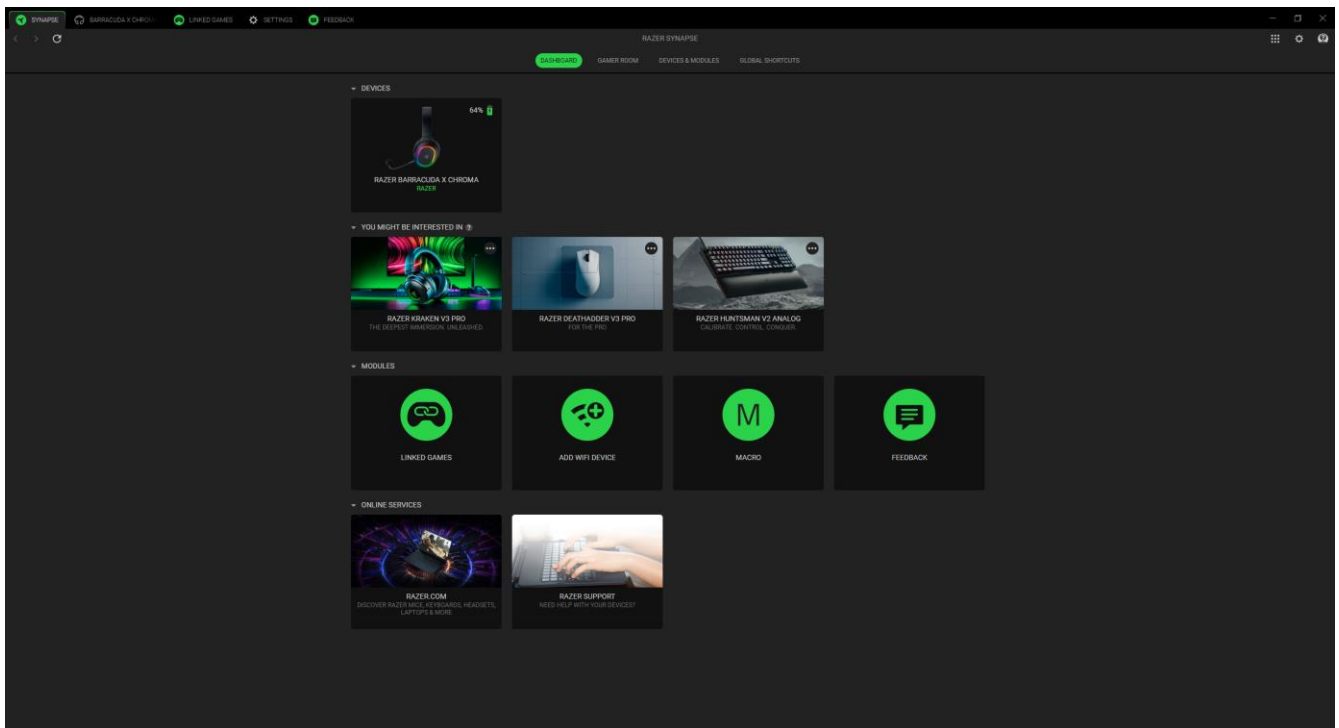 SYNAPSE
BARRACUDA X CHROMA
LINKED GAMES
SETTINGS
FEEDBACK
RAZER SYNAPSE
DASHBOARD
GAMER ROOM
DEVICES & MODULES
GLOBAL SHORTCUTS
DEVICES
64%
RAZER BARRACUDA X CHROMA
RAZER
YOU MIGHT BE INTERESTED IN ?
RAZER KRAKEN V3 PRO
THE DEEPEST IMMERSION. UNLEASHED.
RAZER DEATHADDER V3 PRO
FOR THE PRO
RAZER HUNTSMAN V2 ANALOG
CALIBRATE. CONTROL. CONQUER.
MODULES
LINKED GAMES
ADD WIFI DEVICE
M
MACRO
FEEDBACK
ONLINE SERVICES
RAZER.COM
DISCOVER RAZER MICE, KEYBOARDS, HEADSETS,
LAPTOPS & MORE
RAZER SUPPORT
NEED HELP WITH YOUR DEVICES?